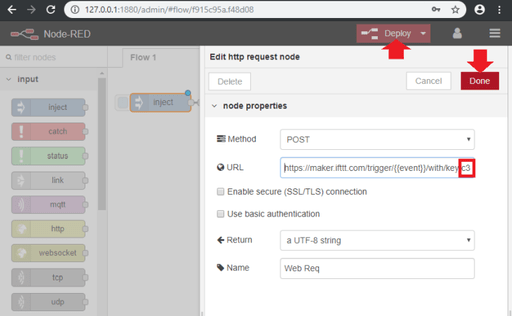 127.0.0.1:1880/admin/#flow/f915c95a.f48d08
Node-RED
Deploy
filter nodes
Flow 1
input
inject
catch
status
link
mqtt
http
websocket
tcp
udp
inject
Edit http request node
Delete
Cancel
Done
node properties
Method
POST
URL
https://maker.ifttt.com/trigger/{{event}}/with/key/c3
Enable secure (SSL/TLS) connection
Use basic authentication
Return
a UTF-8 string
Name
Web Req